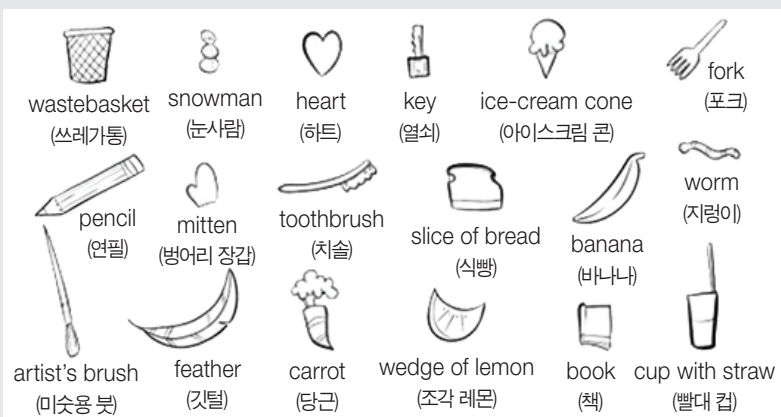 wastebasket
(쓰레가통)
snowman
(눈사람)
heart
(하트)
key
(열쇠)
ice-cream cone
(아이스크림 콘)
fork
(포크)
pencil
(연필)
mitten
(벙어리 장갑)
toothbrush
(치솔)
slice of bread
(식빵)
banana
(바나나)
worm
(지렁이)
artist's brush
(미숫용 붓)
feather
(깃털)
carrot
(당근)
wedge of lemon
(조각 레몬)
book
(책)
cup with straw
(빨대 컵)